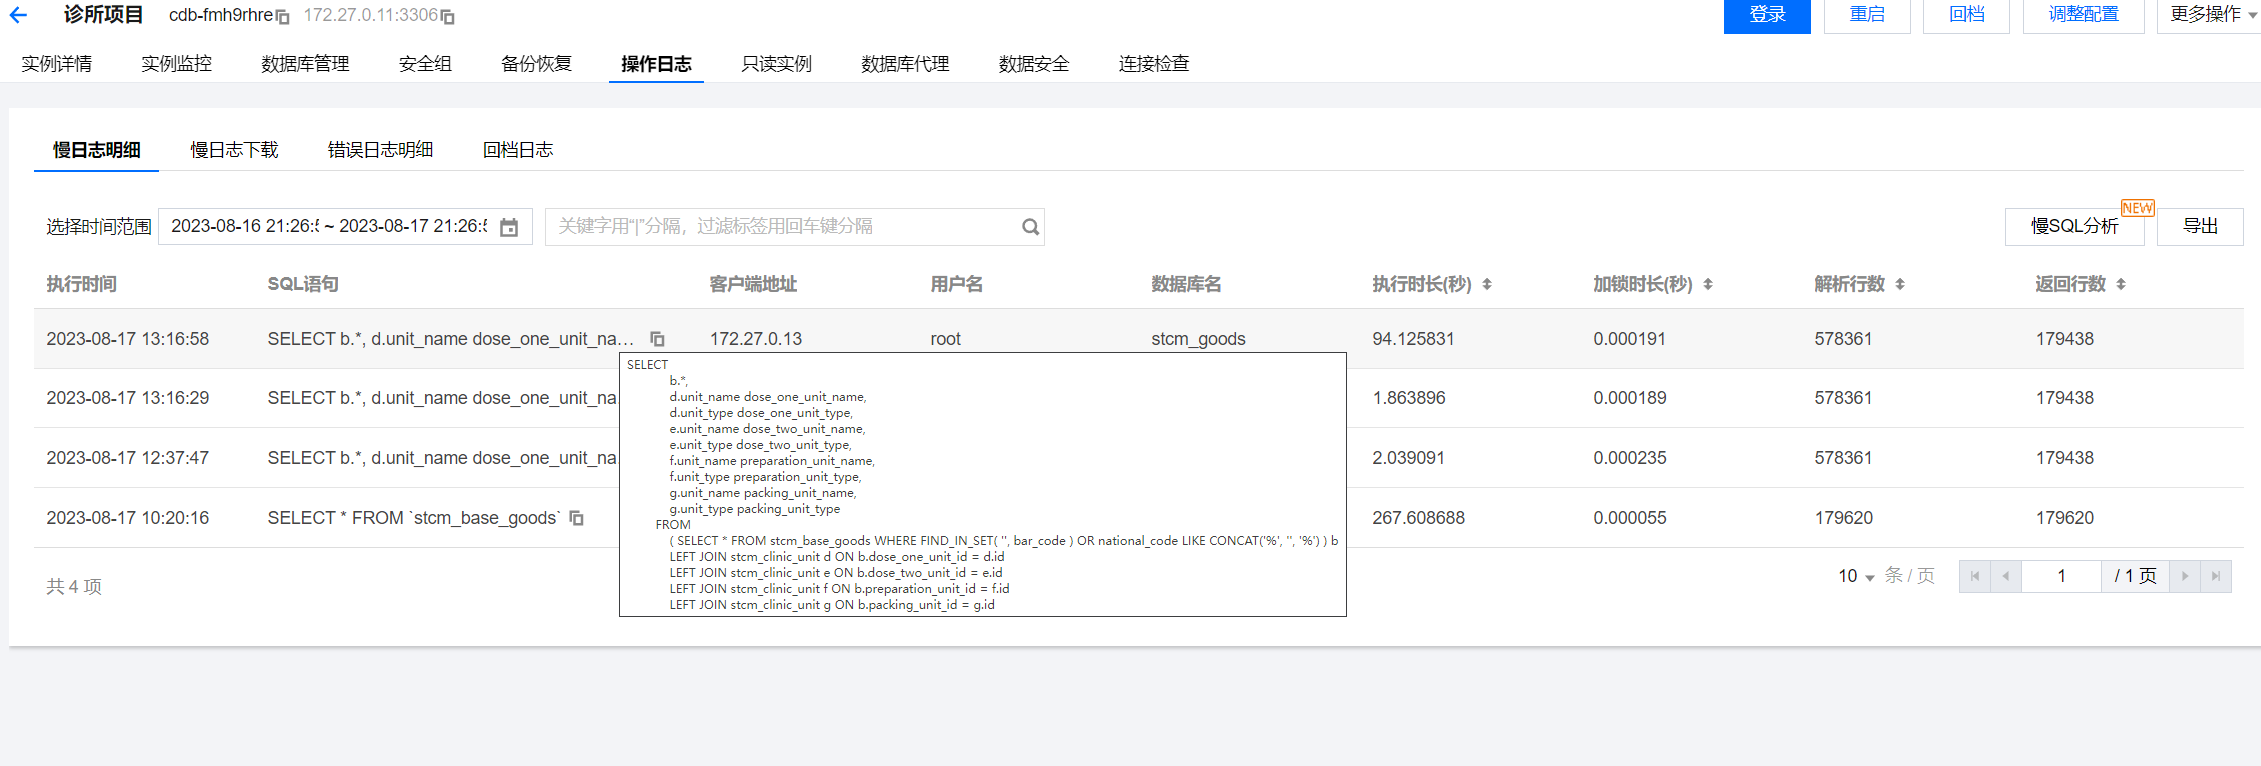 诊所项目 cdb-fmh9rhre 172.27.0.11:3306 登录 重启 回档 调整配置 更多操作
实例详情 实例监控 数据库管理 安全组 备份恢复 操作日志 只读实例 数据库代理 数据安全 连接检查
慢日志明细 慢日志下载 错误日志明细 回档日志
选择时间范围 2023-08-16 21:26:5 ~ 2023-08-17 21:26:5 关键字用"|"分隔，过滤标签用回车键分隔 慢SQL分析 NEW 导出
执行时间 SQL语句 客户端地址 用户名 数据库名 执行时长(秒) 加锁时长(秒) 解析行数 返回行数
2023-08-17 13:16:58 SELECT b.*, d.unit_name dose_one_unit_na... 172.27.0.13 root stcm_goods 94.125831 0.000191 578361 179438
2023-08-17 13:16:29 SELECT b.*, d.unit_name dose_one_unit_na. 1.863896 0.000189 578361 179438
2023-08-17 12:37:47 SELECT b.*, d.unit_name dose_one_unit_na. 2.039091 0.000235 578361 179438
2023-08-17 10:20:16 SELECT * FROM `stcm_base_goods` 267.608688 0.000055 179620 179620
SELECT
b.*,
d.unit_name dose_one_unit_name,
d.unit_type dose_one_unit_type,
e.unit_name dose_two_unit_name,
e.unit_type dose_two_unit_type,
f.unit_name preparation_unit_name,
f.unit_type preparation_unit_type,
g.unit_name packing_unit_name,
g.unit_type packing_unit_type
FROM
( SELECT * FROM stcm_base_goods WHERE FIND_IN_SET( '', bar_code ) OR national_code LIKE CONCAT('%', '', '%') ) b
LEFT JOIN stcm_clinic_unit d ON b.dose_one_unit_id = d.id
LEFT JOIN stcm_clinic_unit e ON b.dose_two_unit_id = e.id
LEFT JOIN stcm_clinic_unit f ON b.preparation_unit_id = f.id
LEFT JOIN stcm_clinic_unit g ON b.packing_unit_id = g.id
共 4 项 10 条 / 页 1 / 1 页